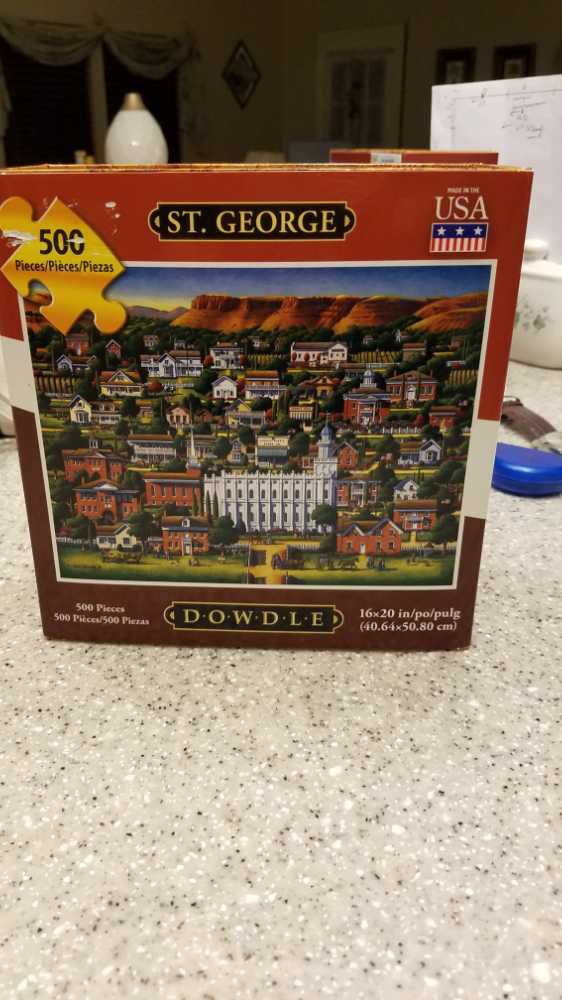 500
Pieces/Pièces/Piezas
ST. GEORGE
MADE IN THE
USA
500 Pieces
500 Pièces/500 Piezas
D·O·W·D·L·E
16×20 in/po/pulg
(40.64×50.80 cm)